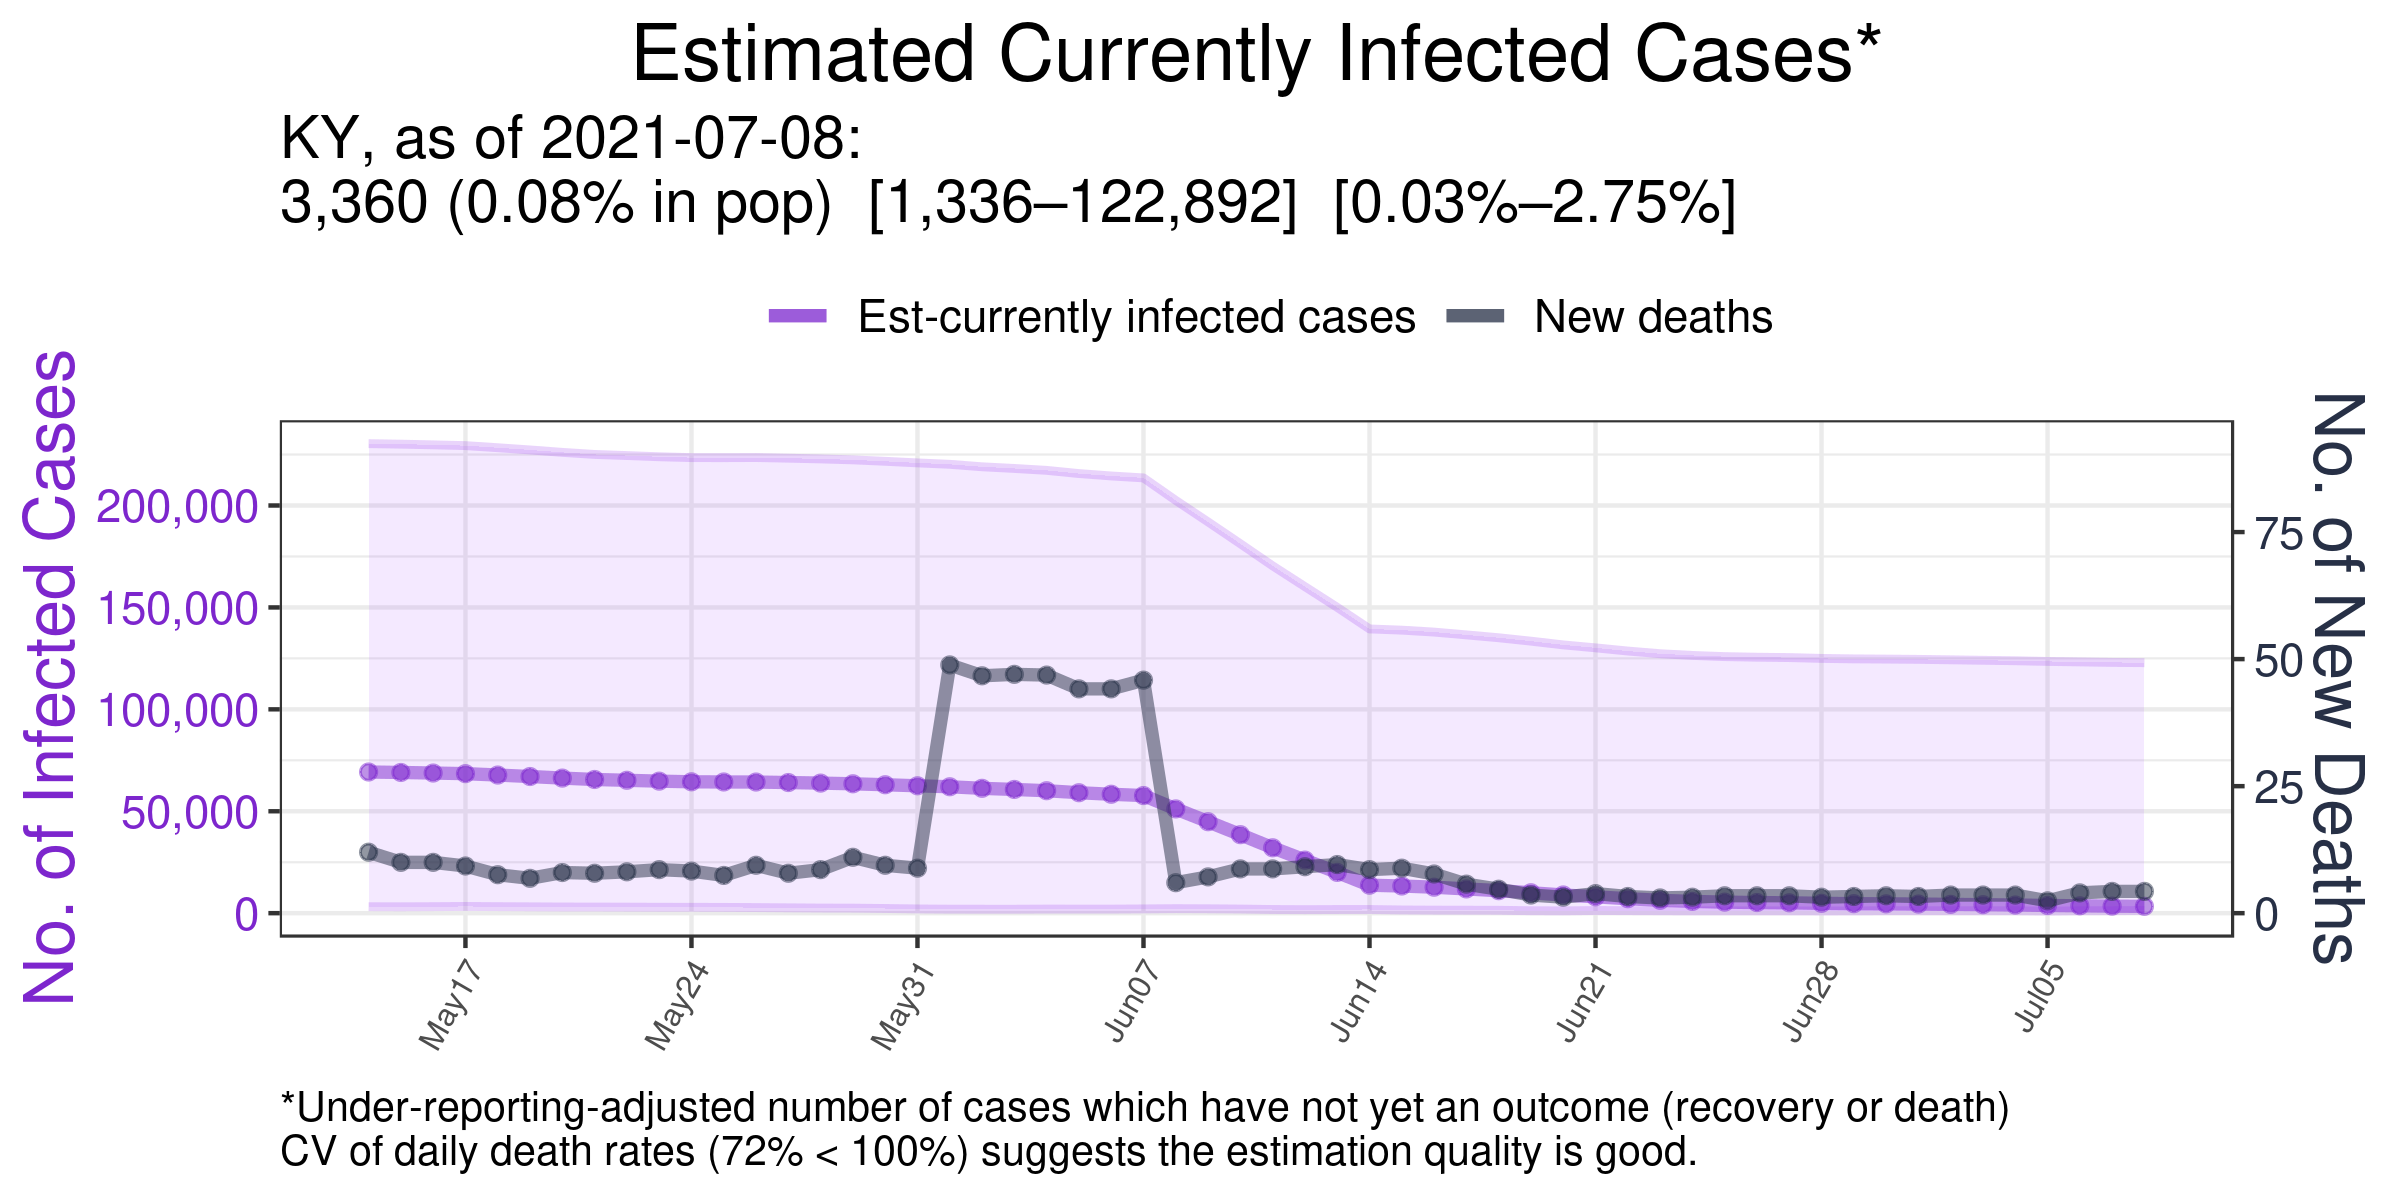 Estimated Currently Infected Cases*
KY, as of 2021-07-08:
3,360 (0.08% in pop)  [1,336–122,892]  [0.03%–2.75%]
Est-currently infected cases
New deaths
No. of Infected Cases
200,000
150,000
100,000
50,000
0
75
50
25
0
No. of New Deaths
May17
May24
May31
Jun07
Jun14
Jun21
Jun28
Jul05
*Under-reporting-adjusted number of cases which have not yet an outcome (recovery or death)
CV of daily death rates (72% < 100%) suggests the estimation quality is good.